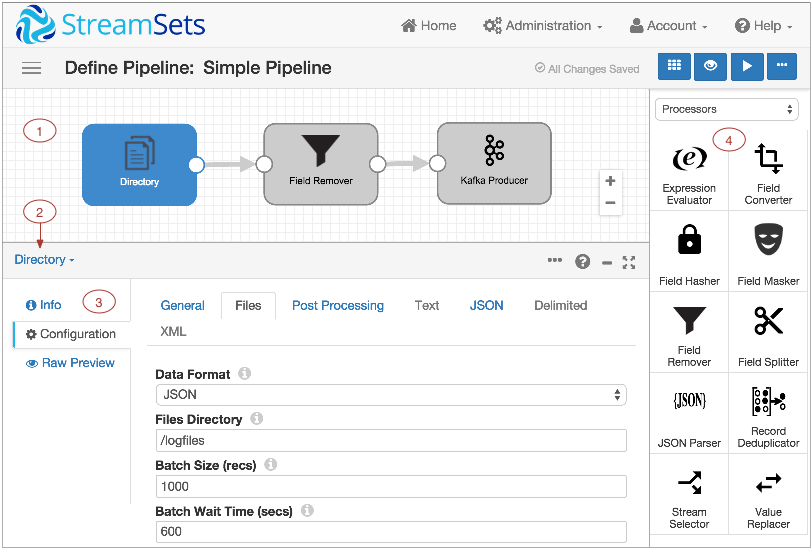 StreamSets
Home
Administration
Account
Help
Define Pipeline: Simple Pipeline
All Changes Saved
1
Directory
Field Remover
Kafka Producer
+
−
2
Directory
3
Info
Configuration
Raw Preview
General
Files
Post Processing
Text
JSON
Delimited
XML
Data Format
JSON
Files Directory
/logfiles
Batch Size (recs)
1000
Batch Wait Time (secs)
600
Processors
4
(e)
Expression
Evaluator
Field
Converter
Field Hasher
Field Masker
Field
Remover
Field Splitter
{JSON}
JSON Parser
Record
Deduplicator
Stream
Selector
Value
Replacer